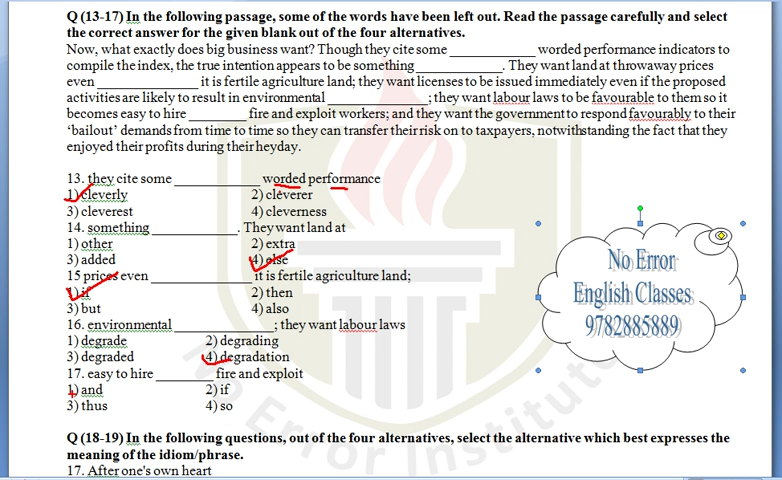 Q (13-17) In the following passage, some of the words have been left out. Read the passage carefully and select
the correct answer for the given blank out of the four alternatives.
Now, what exactly does big business want? Though they cite some ____________ worded performance indicators to
compile the index, the true intention appears to be something ____________. They want land at throwaway prices
even ______________ it is fertile agriculture land; they want licenses to be issued immediately even if the proposed
activities are likely to result in environmental ______________; they want labour laws to be favourable to them so it
becomes easy to hire ________ fire and exploit workers; and they want the government to respond favourably to their
‘bailout’ demands from time to time so they can transfer their risk on to taxpayers, notwithstanding the fact that they
enjoyed their profits during their heyday.
13. they cite some ____________ worded performance
1) cleverly 2) cleverer
3) cleverest 4) cleverness
14. something ____________. They want land at
1) other 2) extra
3) added 4) else
15 prices even ______________ it is fertile agriculture land;
1) if 2) then
3) but 4) also
16. environmental ______________; they want labour laws
1) degrade 2) degrading
3) degraded 4) degradation
17. easy to hire ________ fire and exploit
1) and 2) if
3) thus 4) so
No Error
English Classes
9782885889
Q (18-19) In the following questions, out of the four alternatives, select the alternative which best expresses the
meaning of the idiom/phrase.
17. After one's own heart
No Error Institute